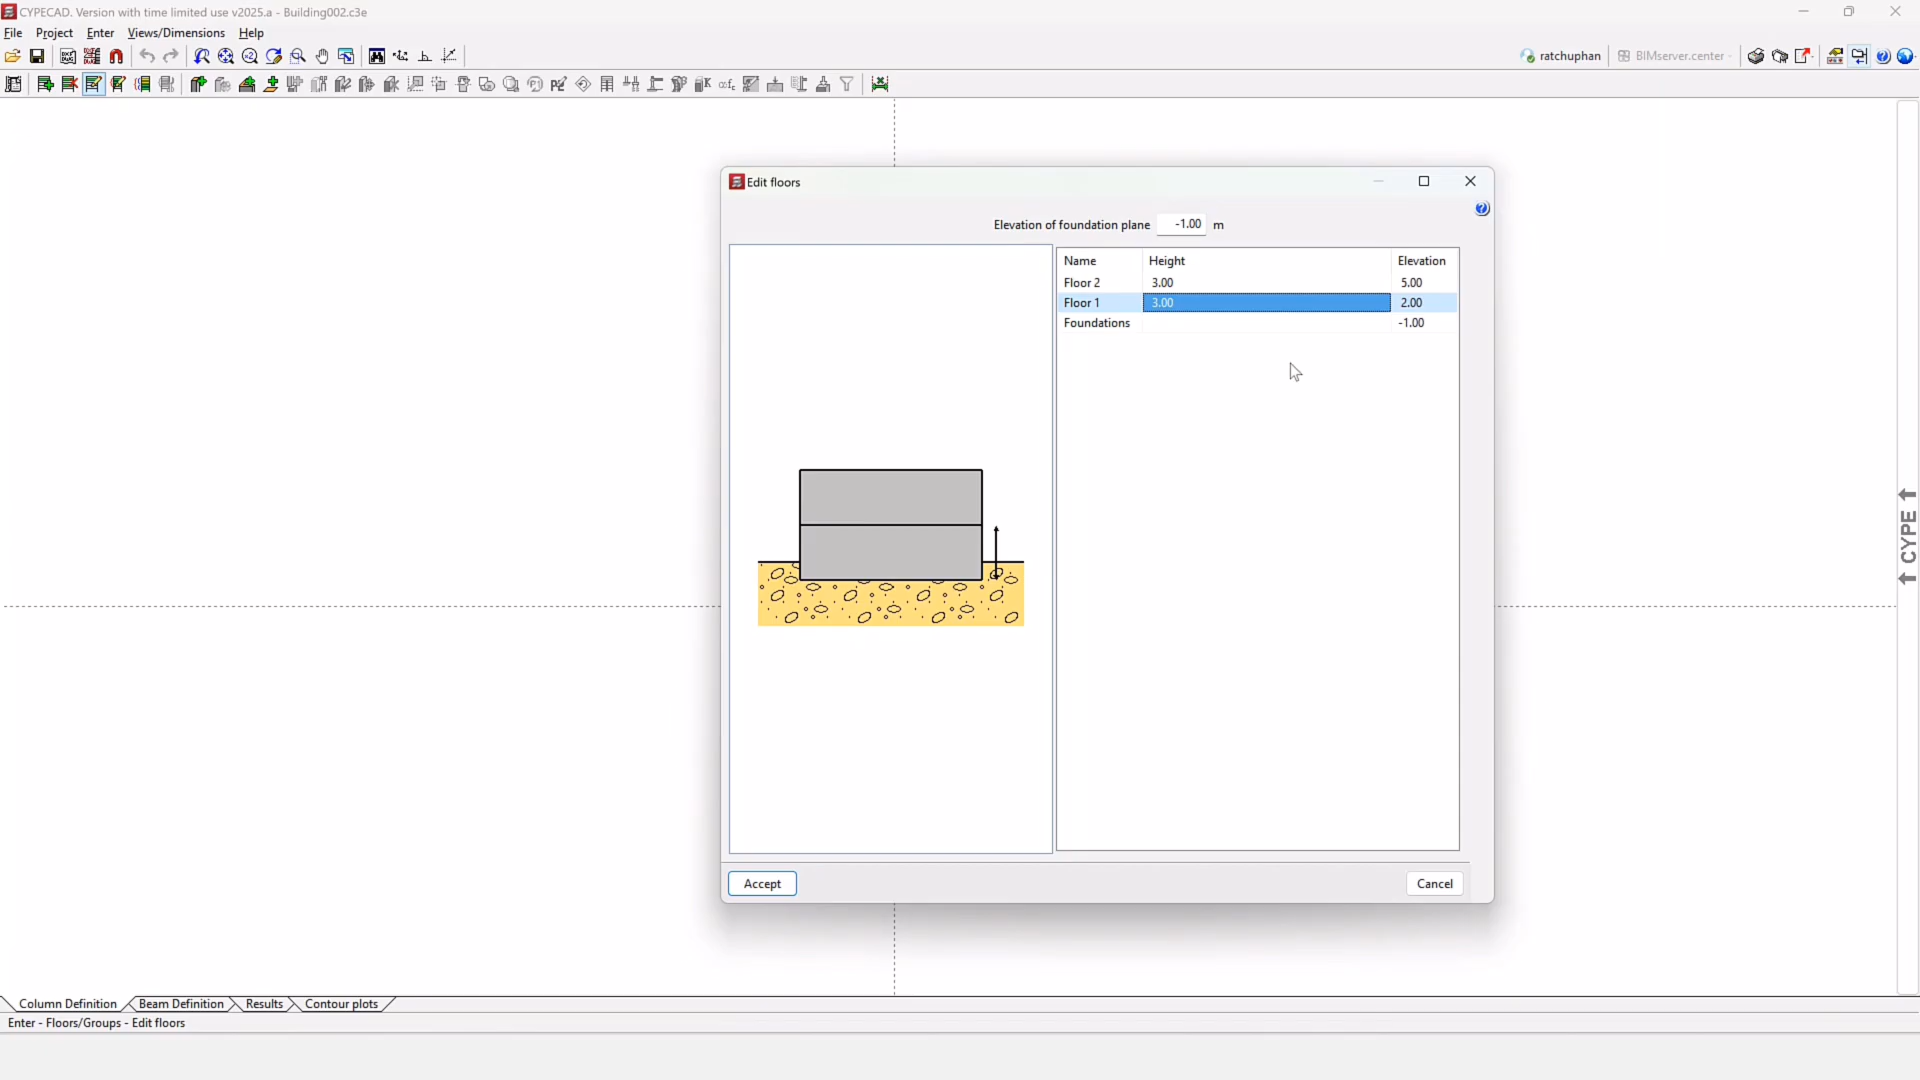 CYPECAD. Version with time limited use v2025.a - Building002.c3e
File Project Enter Views/Dimensions Help
ratchuphan BIMserver.center
Edit floors
Elevation of foundation plane -1.00 m
Name Height Elevation
Floor 2 3.00 5.00
Floor 1 3.00 2.00
Foundations -1.00
CYPE
Accept Cancel
Column Definition Beam Definition Results Contour plots
Enter - Floors/Groups - Edit floors